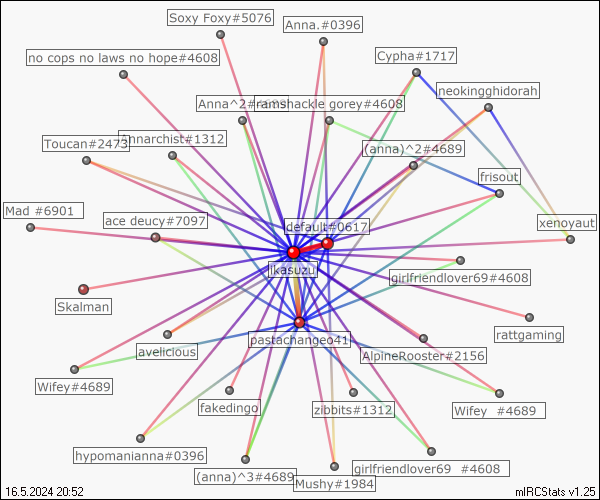 Soxy Foxy#5076
Anna.#0396
no cops no laws no hope#4608
Cypha#1717
neokingghidorah
Anna^2#
ramshackle gorey#4608
Toucan#2473
Annarchist#1312
(anna)^2#4689
frisout
Mad #6901
ace deucy#7097
default#0617
xenoyaut
ikasuzu
girlfriendlover69#4608
Skalman
rattgaming
pastachangeo41
avelicious
AlpineRooster#2156
Wifey#4689
fakedingo
zibbits#1312
Wifey #4689
hypomanianna#0396
(anna)^3#4689
girlfriendlover69 #4608
Mushy#1984
16.5.2024 20:52
mIRCStats v1.25